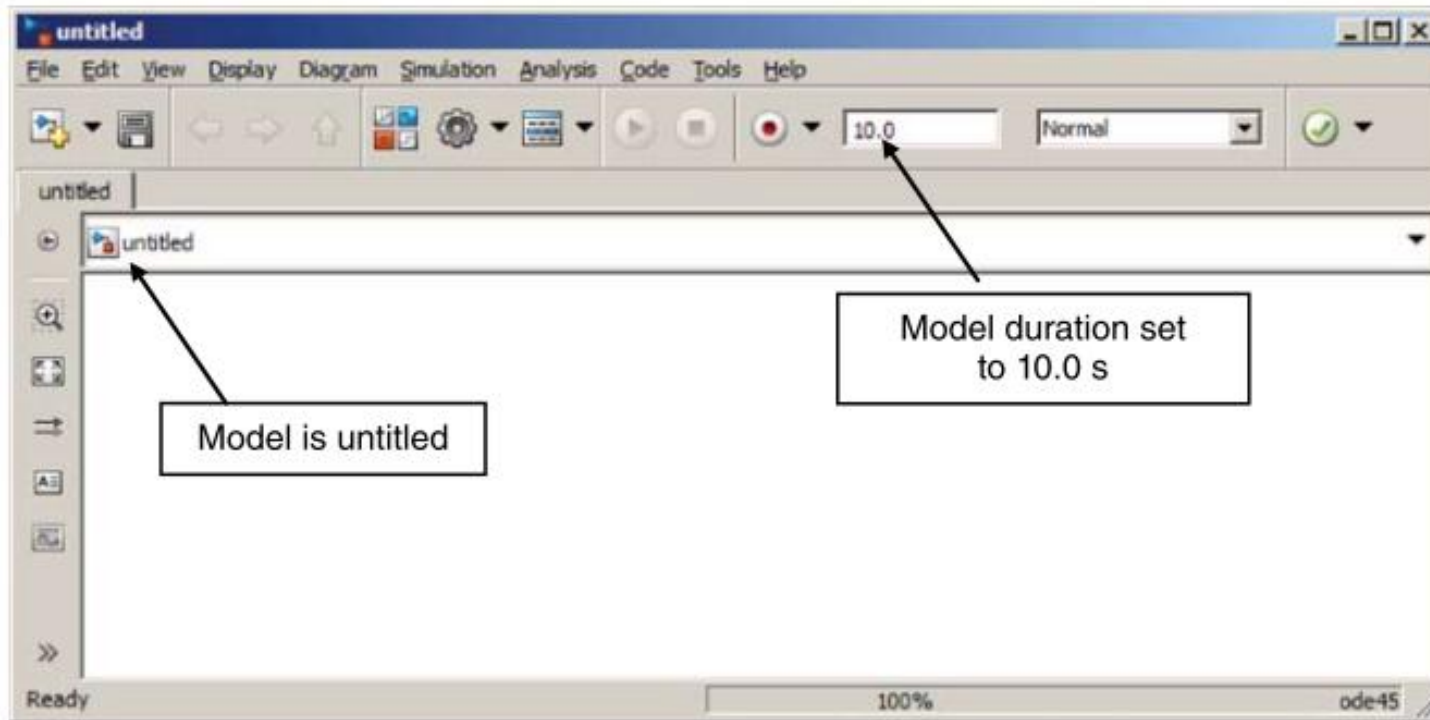 untitled
File Edit View Display Diagram Simulation Analysis Code Tools Help
10.0 Normal
untitled
untitled
Model duration set
to 10.0 s
Model is untitled
Ready 100% ode45